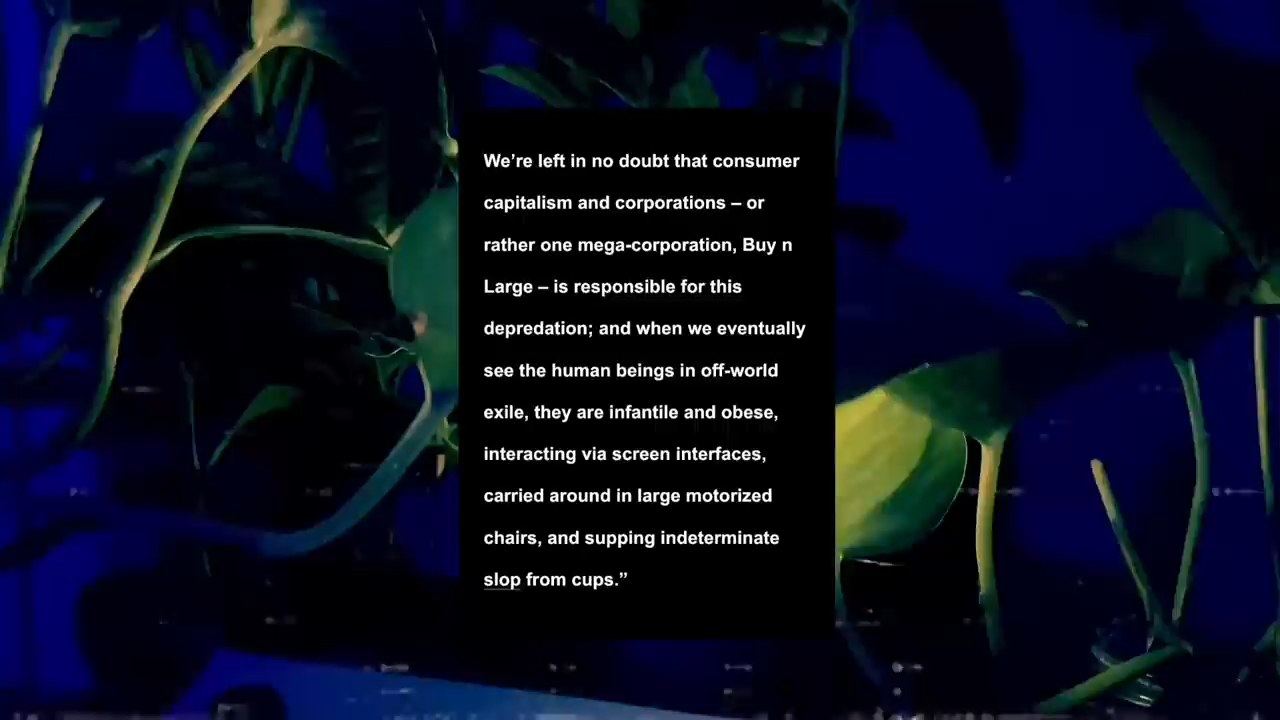 We’re left in no doubt that consumer
capitalism and corporations – or
rather one mega-corporation, Buy n
Large – is responsible for this
depredation; and when we eventually
see the human beings in off-world
exile, they are infantile and obese,
interacting via screen interfaces,
carried around in large motorized
chairs, and supping indeterminate
slop from cups.”